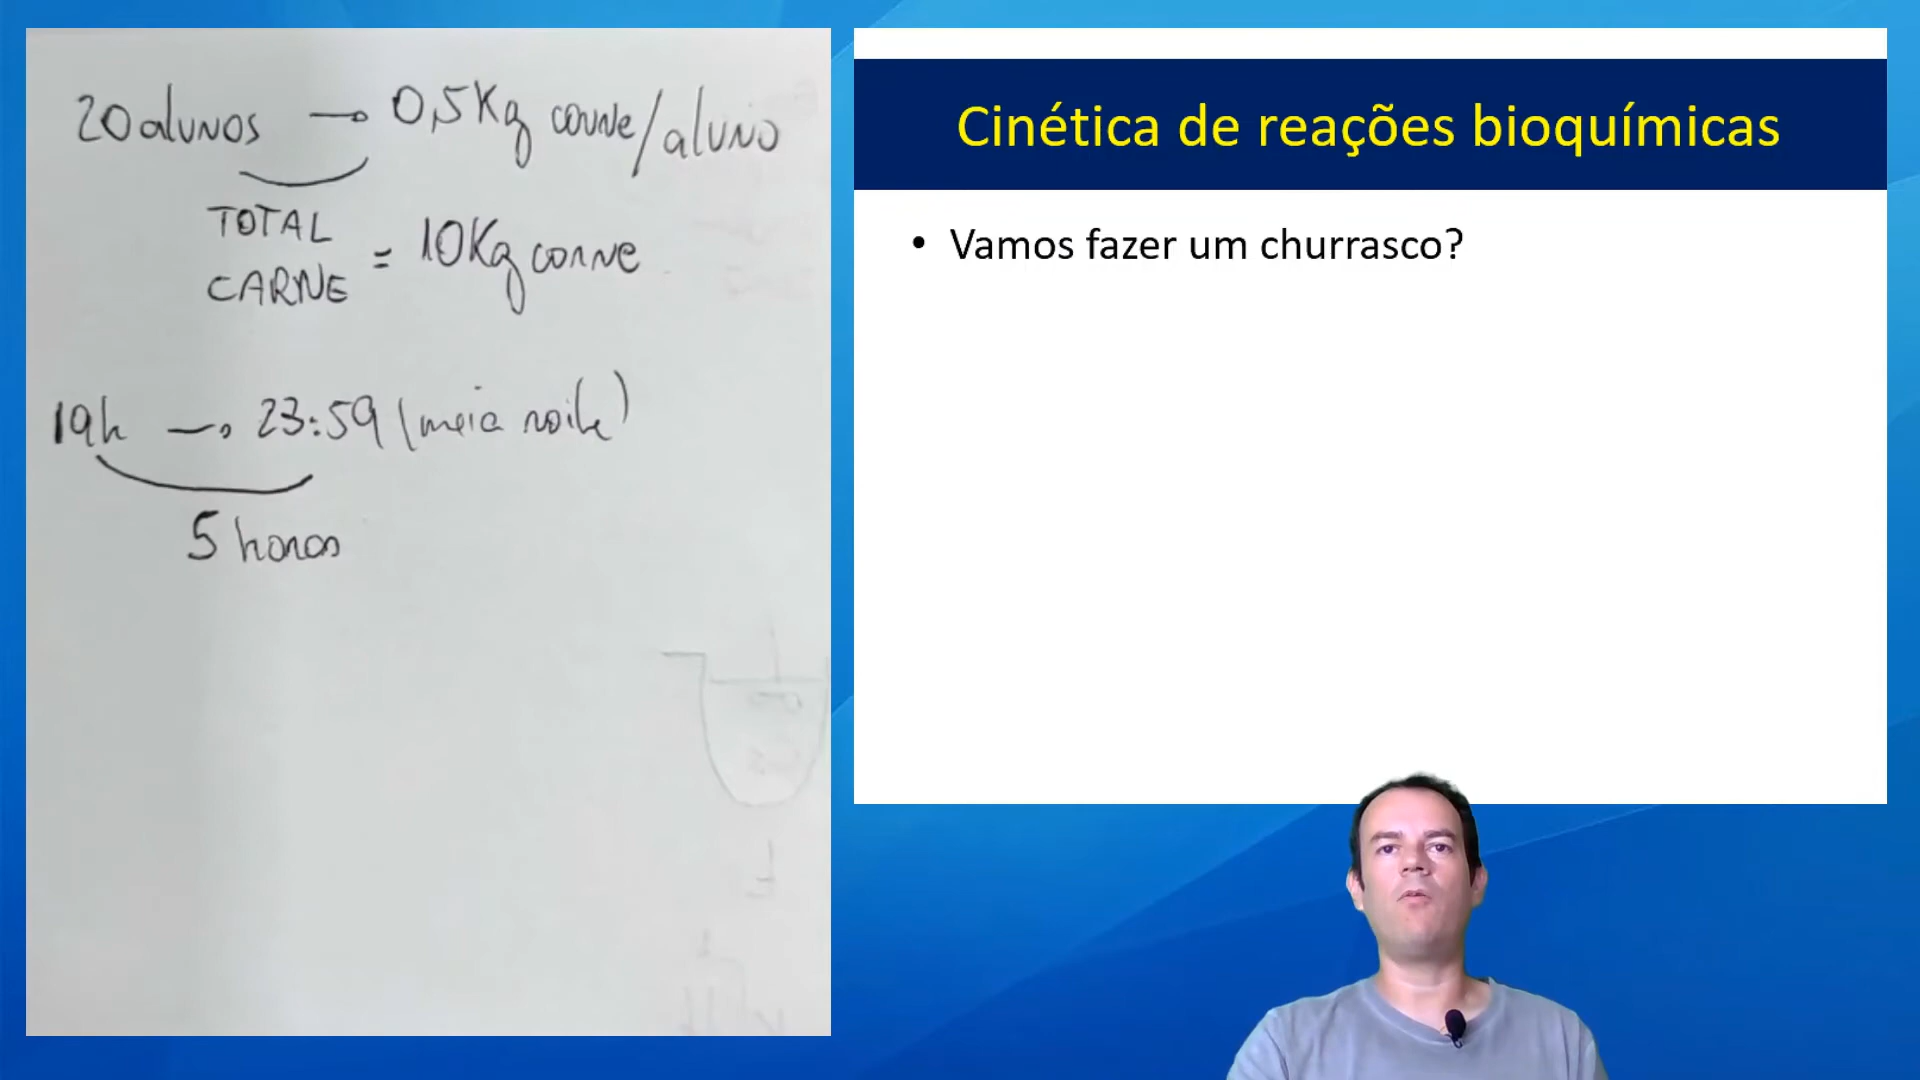 20 alunos → 0,5Kg carne/aluno
TOTAL
CARNE = 10Kg carne
19h → 23:59 (meia noite)
5 horas
Cinética de reações bioquímicas
• Vamos fazer um churrasco?